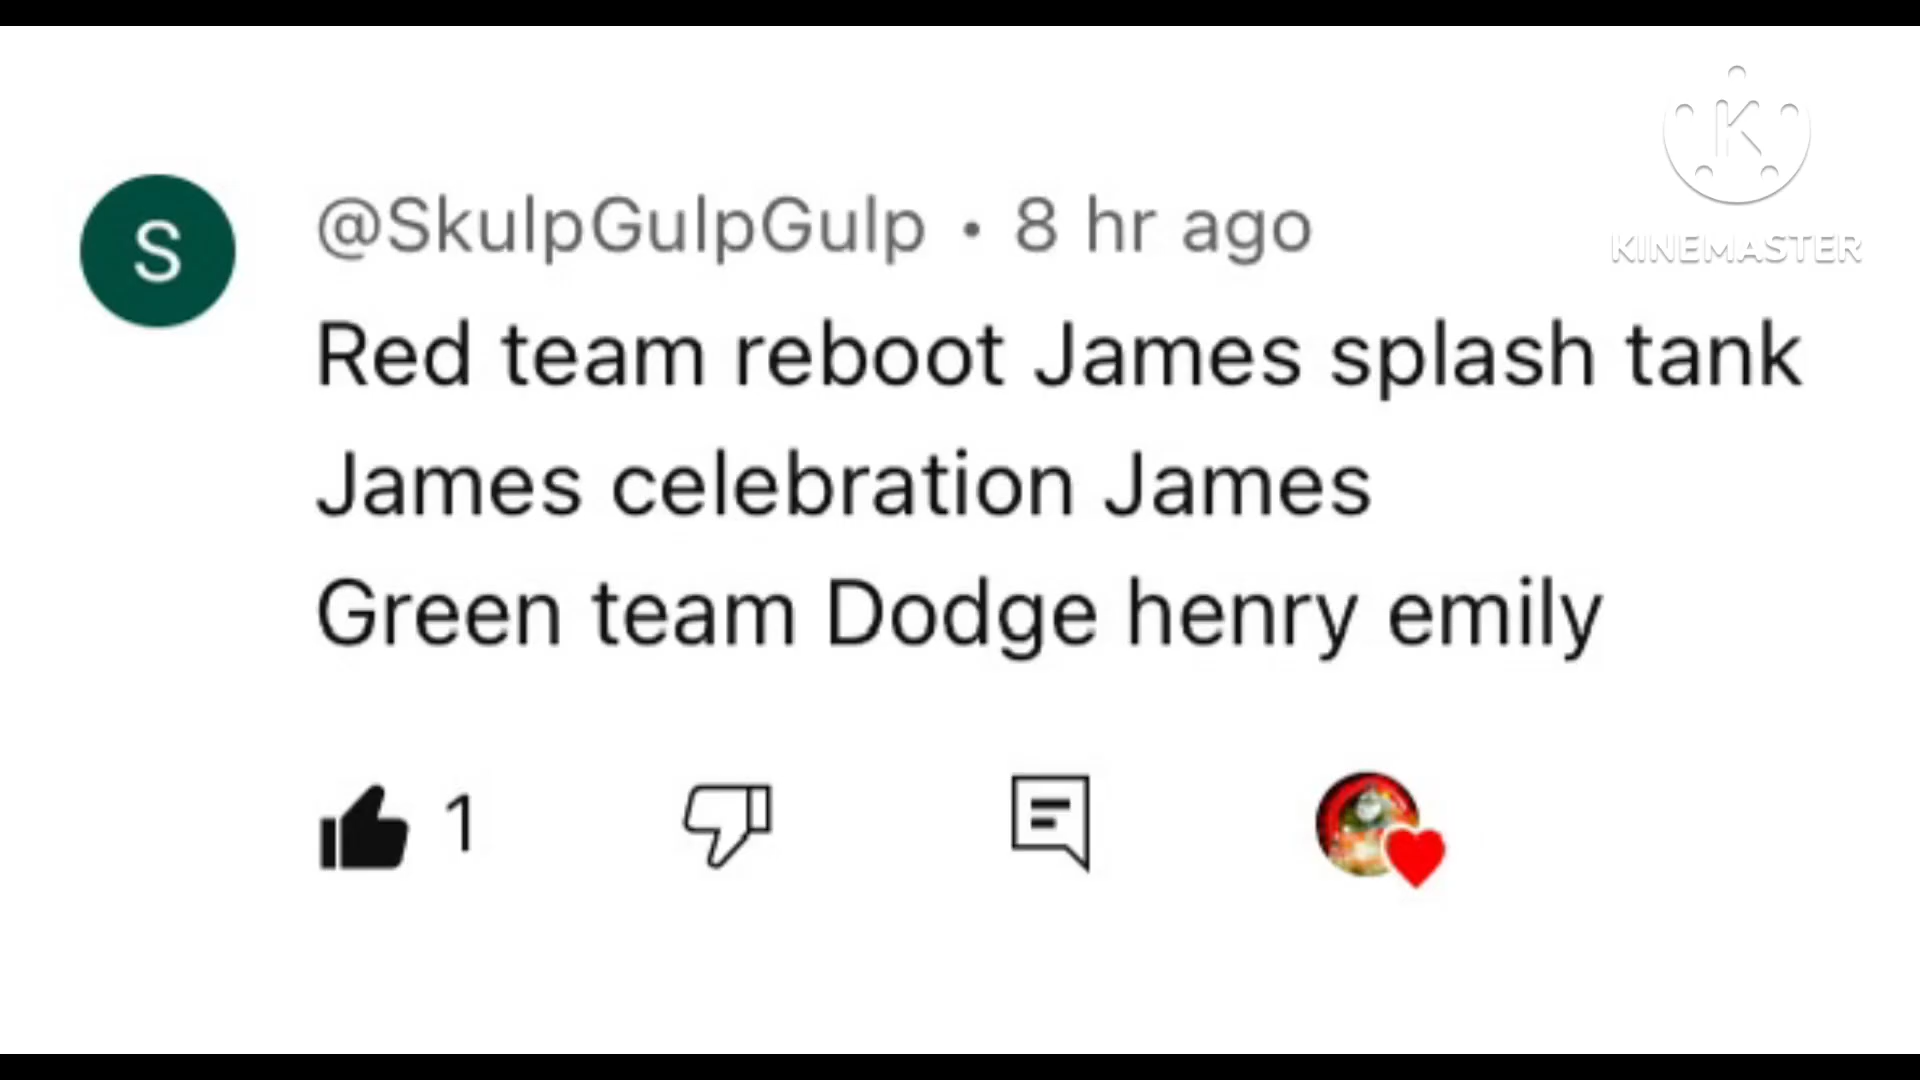 S
@SkulpGulpGulp • 8 hr ago
K
KINEMASTER
Red team reboot James splash tank
James celebration James
Green team Dodge henry emily
1